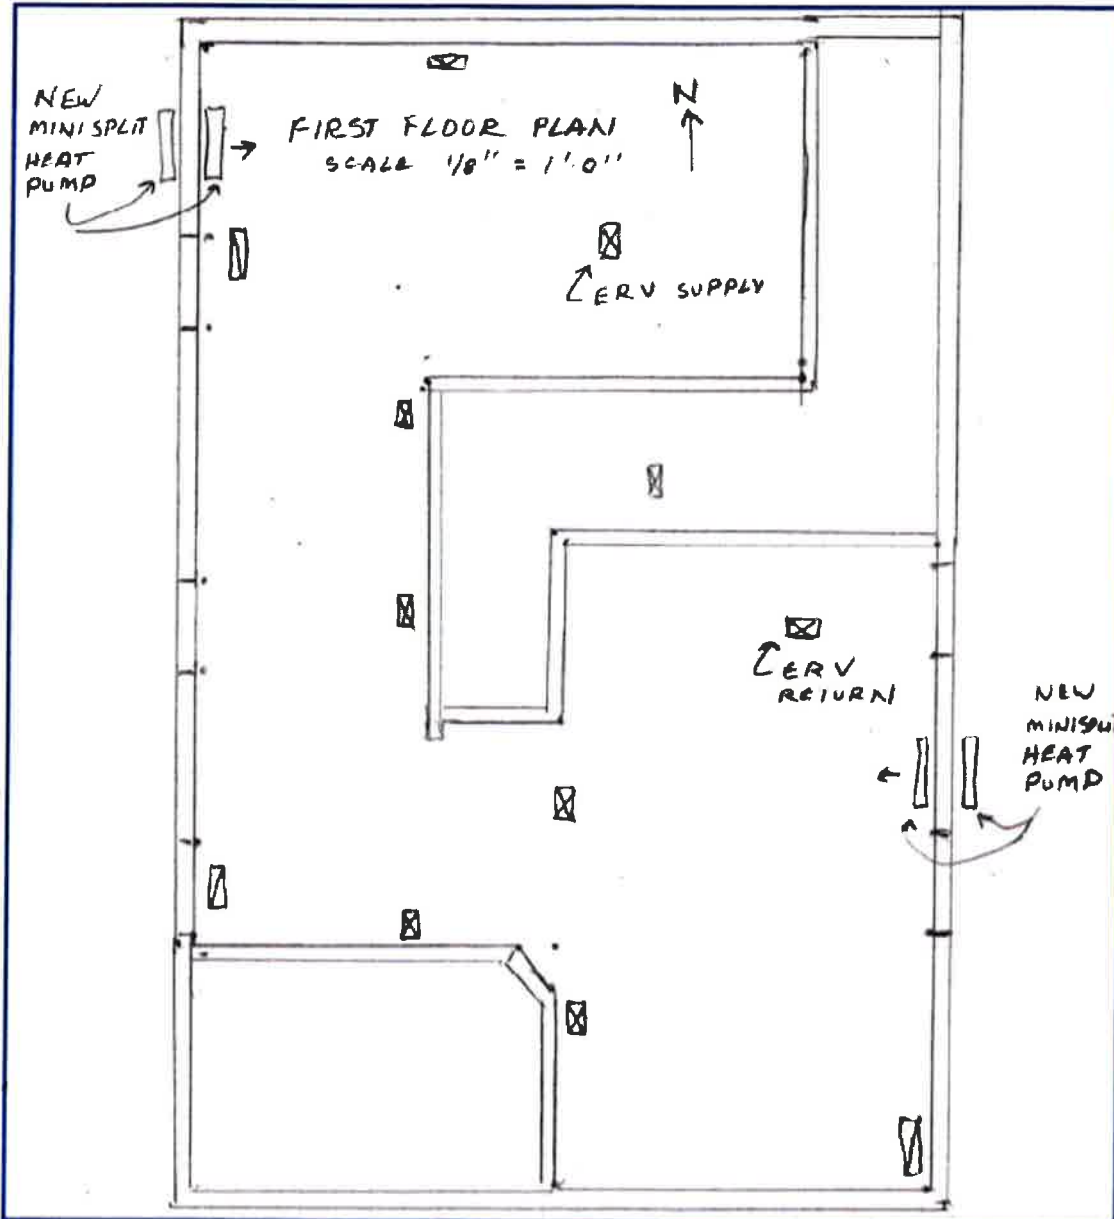 NEW
MINISPLIT
HEAT
PUMP
FIRST FLOOR PLAN
SCALE 1/8" = 1'0"
N
ERV SUPPLY
ERV
RETURN
NEW
MINISPLI
HEAT
PUMP